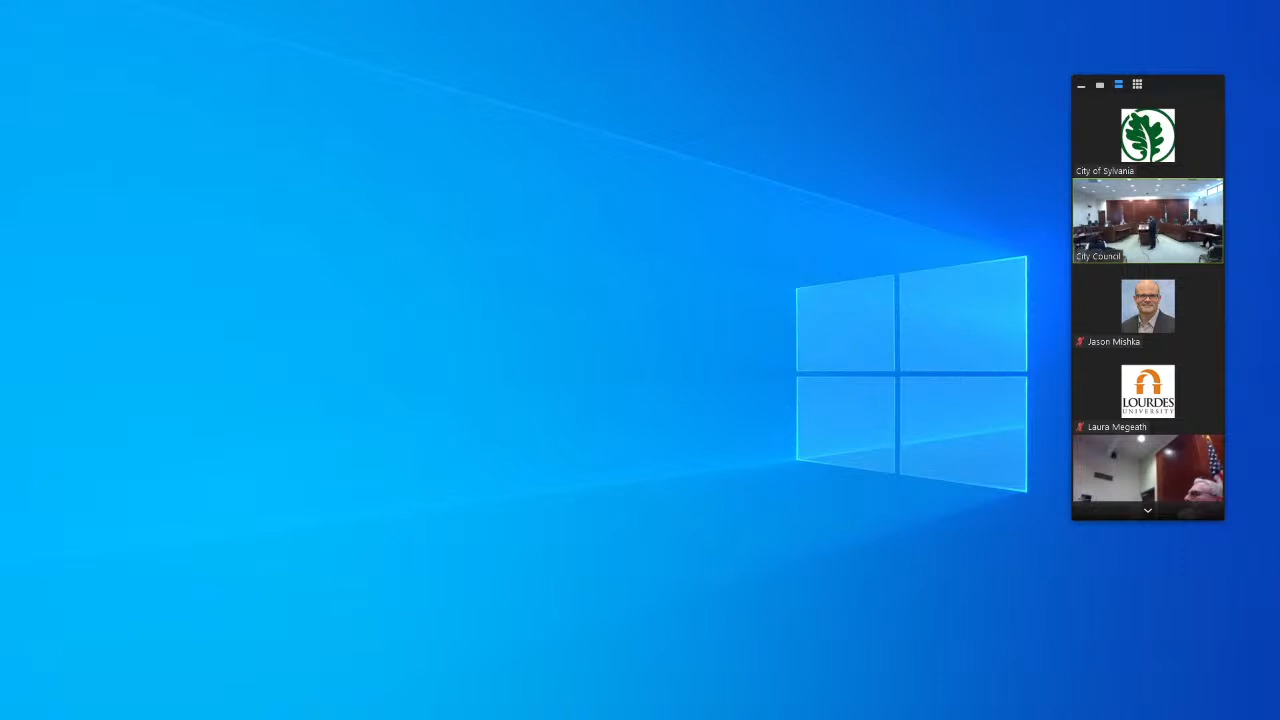 City of Sylvania
City Council
Jason Mishka
LOURDES
UNIVERSITY
Laura Megeath